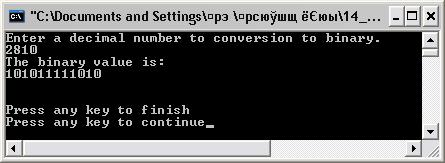 "C:\Documents and Settings\¤рэ \¤рсюўшщ ё€юы\14_...
Enter a decimal number to conversion to binary.
2810
The binary value is:
101011111010
Press any key to finish
Press any key to continue_